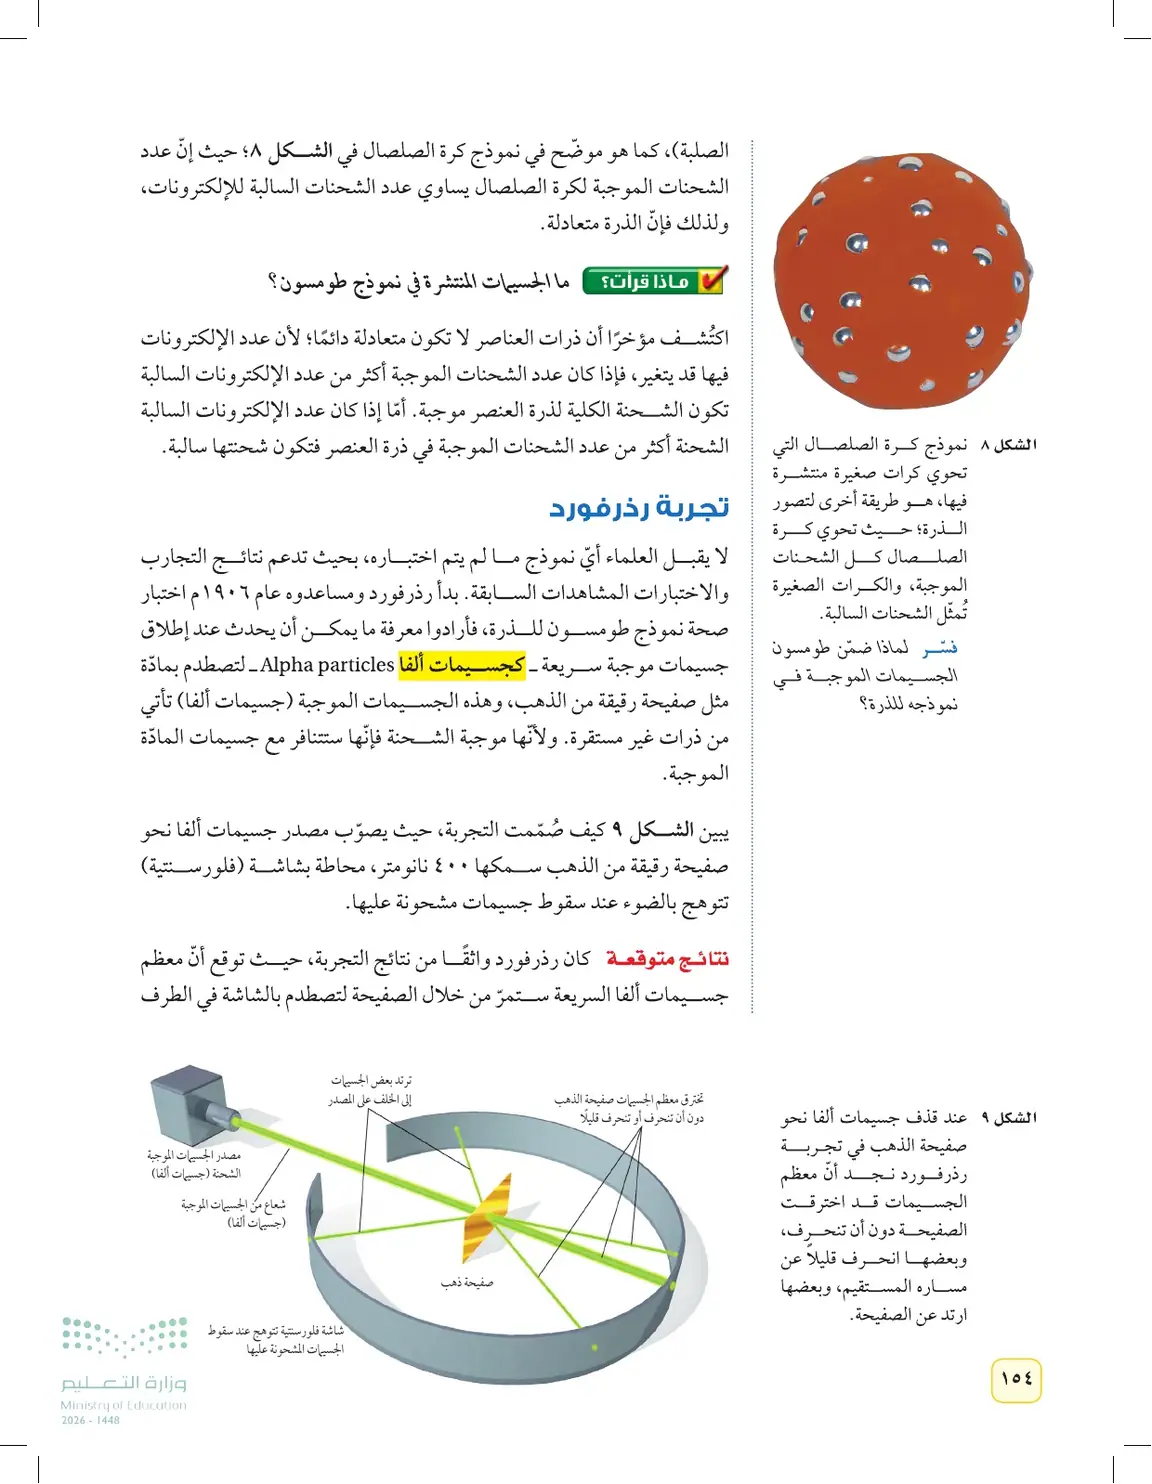 الصلبة)، كما هو موضّح في نموذج كرة الصلصال في الشكل ٨؛ حيث إنّ عدد
الشحنات الموجبة لكرة الصلصال يساوي عدد الشحنات السالبة للإلكترونات،
ولذلك فإنّ الذرة متعادلة.
ماذا قرأت؟ ما الجسيمات المنتشرة في نموذج طومسون؟
اكتُشف مؤخرًا أن ذرات العناصر لا تكون متعادلة دائمًا؛ لأن عدد الإلكترونات
فيها قد يتغير، فإذا كان عدد الشحنات الموجبة أكثر من عدد الإلكترونات السالبة
تكون الشحنة الكلية لذرة العنصر موجبة. أمّا إذا كان عدد الإلكترونات السالبة
الشحنة أكثر من عدد الشحنات الموجبة في ذرة العنصر فتكون شحنتها سالبة.
تجربة رذرفورد
لا يقبل العلماء أيّ نموذج ما لم يتم اختباره، بحيث تدعم نتائج التجارب
والاختبارات المشاهدات السابقة. بدأ رذرفورد ومساعدوه عام ١٩٠٦م اختبار
صحة نموذج طومسون للذرة، فأرادوا معرفة ما يمكن أن يحدث عند إطلاق
جسيمات موجبة سريعة ـ كجسيمات ألفا Alpha particles ـ لتصطدم بمادّة
مثل صفيحة رقيقة من الذهب، وهذه الجسيمات الموجبة (جسيمات ألفا) تأتي
من ذرات غير مستقرة. ولأنّها موجبة الشحنة فإنّها ستتنافر مع جسيمات المادّة
الموجبة.
يبين الشكل ٩ كيف صُمّمت التجربة، حيث يصوّب مصدر جسيمات ألفا نحو
صفيحة رقيقة من الذهب سمكها ٤٠٠ نانومتر، محاطة بشاشة (فلورسنتية)
تتوهج بالضوء عند سقوط جسيمات مشحونة عليها.
نتائج متوقعة كان رذرفورد واثقًا من نتائج التجربة، حيث توقع أنّ معظم
جسيمات ألفا السريعة ستمرّ من خلال الصفيحة لتصطدم بالشاشة في الطرف
الشكل ٨ نموذج كرة الصلصال التي
تحوي كرات صغيرة منتشرة
فيها، هو طريقة أخرى لتصور
الذرة؛ حيث تحوي كرة
الصلصال كل الشحنات
الموجبة، والكرات الصغيرة
تُمثّل الشحنات السالبة.
فسّر لماذا ضمّن طومسون
الجسيمات الموجبة في
نموذجه للذرة؟
تخترق معظم الجسيمات صفيحة الذهب
دون أن تنحرف أو تنحرف قليلًا
ترتد بعض الجسيمات
إلى الخلف على المصدر
مصدر الجسيمات الموجبة
الشحنة (جسيمات ألفا)
شعاع من الجسيمات الموجبة
(جسيمات ألفا)
صفيحة ذهب
شاشة فلورسنتية تتوهج عند سقوط
الجسيمات المشحونة عليها
الشكل ٩ عند قذف جسيمات ألفا نحو
صفيحة الذهب في تجربة
رذرفورد نجد أنّ معظم
الجسيمات قد اخترقت
الصفيحة دون أن تنحرف،
وبعضها انحرف قليلاً عن
مساره المستقيم، وبعضها
ارتد عن الصفيحة.
وزارة التعليم
Ministry of Education
2026 - 1448
١٥٤